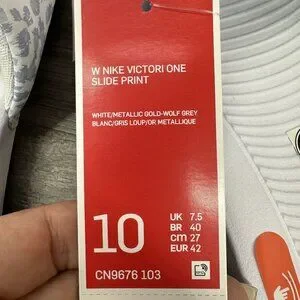 W NIKE VICTORI ONE
SLIDE PRINT
WHITE/METALLIC GOLD-WOLF GREY
BLANC/GRIS LOUP/OR METALLIQUE
10
UK 7.5
BR 40
cm 27
EUR 42
CN9676 103